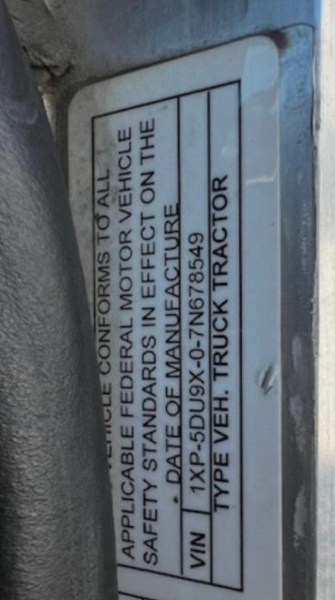 VEHICLE CONFORMS TO ALL
APPLICABLE FEDERAL MOTOR VEHICLE
SAFETY STANDARDS IN EFFECT ON THE
DATE OF MANUFACTURE
VIN 1XP-5DU9X-0-7N678549
TYPE VEH. TRUCK TRACTOR